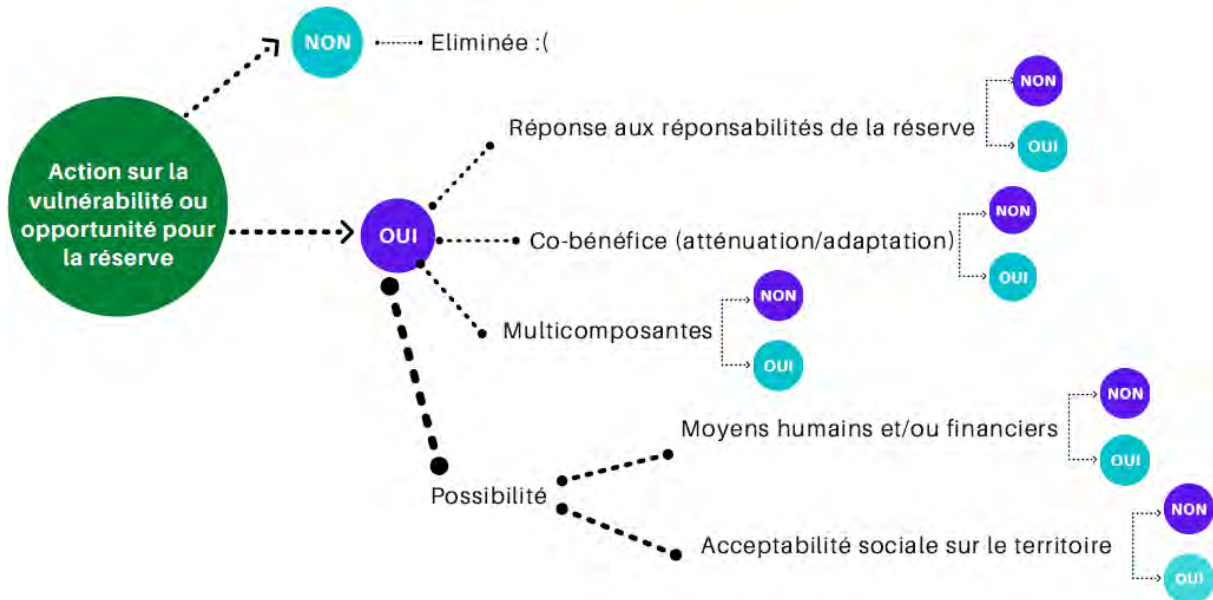 NON
Eliminée :(
Action sur la
vulnérabilité ou
opportunité pour
la réserve
OUI
Réponse aux réponsabilités de la réserve
NON
OUI
Co-bénéfice (atténuation/adaptation)
NON
OUI
Multicomposantes
NON
OUI
Possibilité
Moyens humains et/ou financiers
NON
OUI
Acceptabilité sociale sur le territoire
NON
OUI